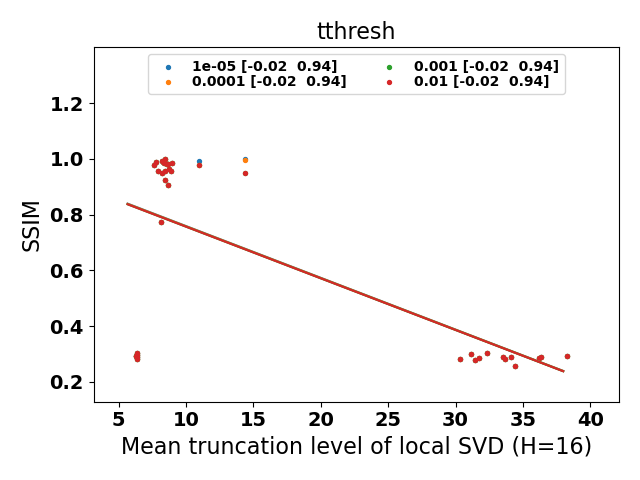 tthresh
1e-05 [-0.02  0.94]
0.0001 [-0.02  0.94]
0.001 [-0.02  0.94]
0.01 [-0.02  0.94]
SSIM
1.2
1.0
0.8
0.6
0.4
0.2
5 10 15 20 25 30 35 40
Mean truncation level of local SVD (H=16)